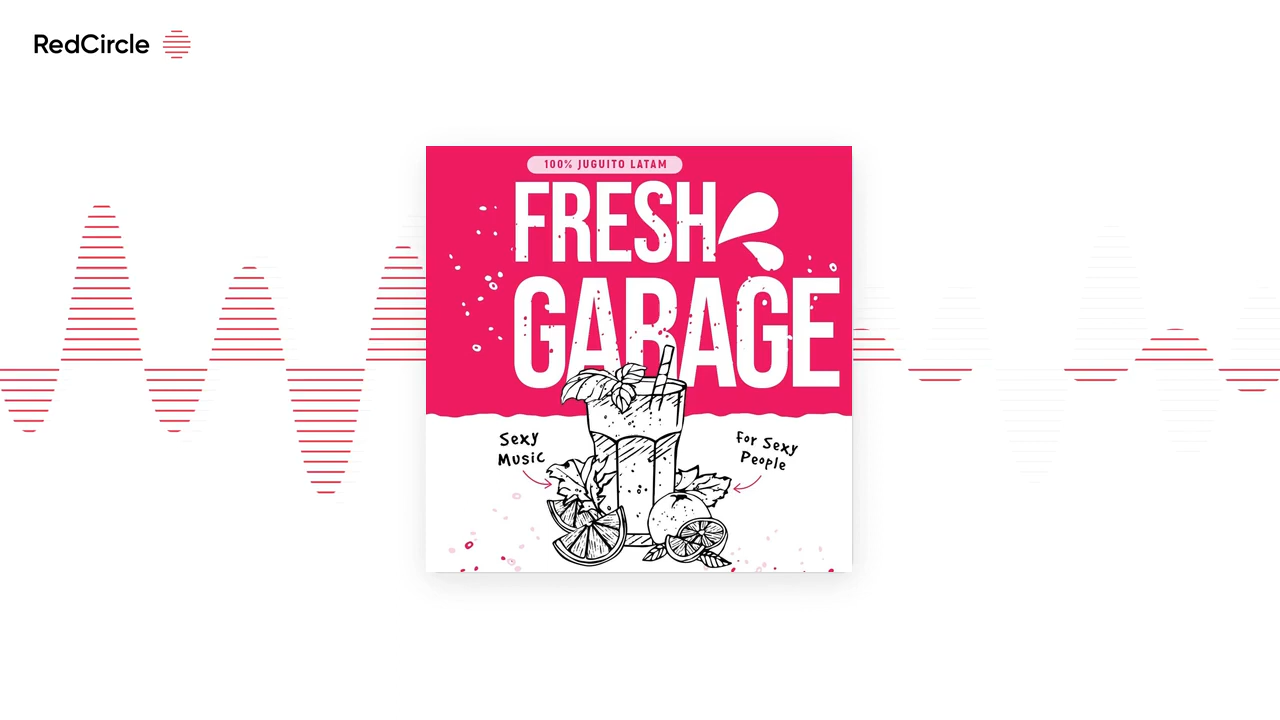 RedCircle
100% JUGUITO LATAM
FRESH
GARAGE
Sexy
Music
for Sexy
People